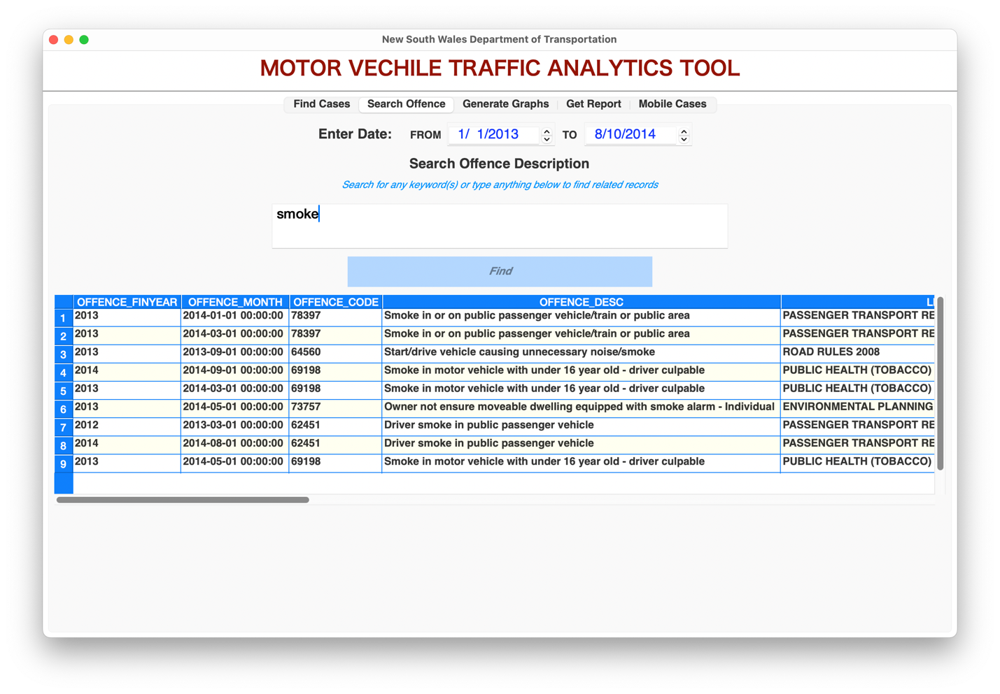 New South Wales Department of Transportation
MOTOR VECHILE TRAFFIC ANALYTICS TOOL
Find Cases Search Offence Generate Graphs Get Report Mobile Cases
Enter Date: FROM 1/ 1/2013 TO 8/10/2014
Search Offence Description
Search for any keyword(s) or type anything below to find related records
smoke
Find
OFFENCE_FINYEAR OFFENCE_MONTH OFFENCE_CODE OFFENCE_DESC L
1 2013 2014-01-01 00:00:00 78397 Smoke in or on public passenger vehicle/train or public area PASSENGER TRANSPORT RE
2 2013 2014-03-01 00:00:00 78397 Smoke in or on public passenger vehicle/train or public area PASSENGER TRANSPORT RE
3 2013 2013-09-01 00:00:00 64560 Start/drive vehicle causing unnecessary noise/smoke ROAD RULES 2008
4 2014 2014-09-01 00:00:00 69198 Smoke in motor vehicle with under 16 year old - driver culpable PUBLIC HEALTH (TOBACCO)
5 2013 2014-03-01 00:00:00 69198 Smoke in motor vehicle with under 16 year old - driver culpable PUBLIC HEALTH (TOBACCO)
6 2013 2014-05-01 00:00:00 73757 Owner not ensure moveable dwelling equipped with smoke alarm - Individual ENVIRONMENTAL PLANNING
7 2012 2013-03-01 00:00:00 62451 Driver smoke in public passenger vehicle PASSENGER TRANSPORT RE
8 2014 2014-08-01 00:00:00 62451 Driver smoke in public passenger vehicle PASSENGER TRANSPORT RE
9 2013 2014-05-01 00:00:00 69198 Smoke in motor vehicle with under 16 year old - driver culpable PUBLIC HEALTH (TOBACCO)